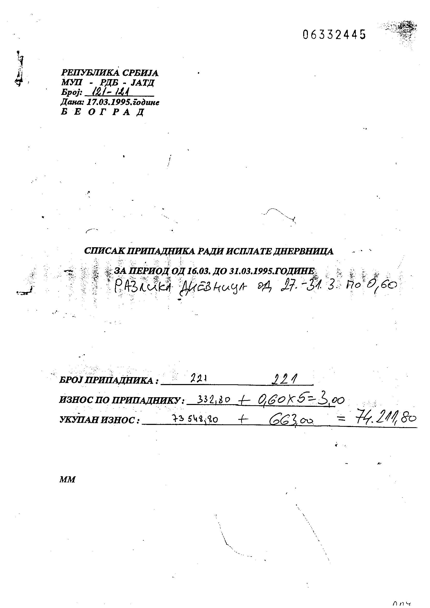 06332445
РЕПУБЛИКА СРБИЈА
МУП - РДБ - ЈАТД
Број: 121-121
Дана: 17.03.1995.године
Б Е О Г Р А Д
СПИСАК ПРИПАДНИКА РАДИ ИСПЛАТЕ ДНЕРВНИЦА
ЗА ПЕРИОД ОД 16.03. ДО 31.03.1995.ГОДИНЕ
РАЗЛИКА ДНЕВНИЦА ОД 27.-31.3. ПО 0,60
БРОЈ ПРИПАДНИКА : 221 221
ИЗНОС ПО ПРИПАДНИКУ: 332,80 + 0,60x5=3,00
УКУПАН ИЗНОС : 73 548,80 + 663,00 = 74.211,80
ММ